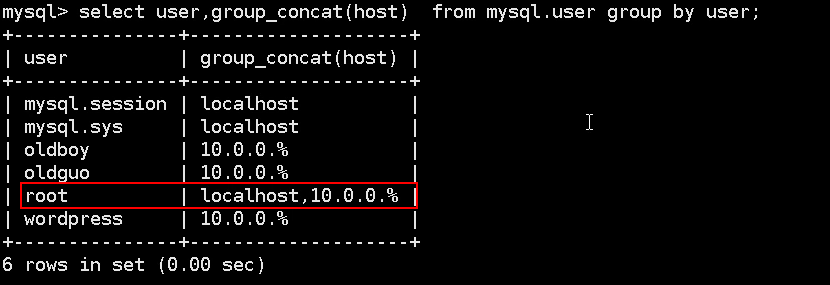 mysql> select user,group_concat(host)  from mysql.user group by user;
+---------------+--------------------+
| user          | group_concat(host) |
+---------------+--------------------+
| mysql.session | localhost          |
| mysql.sys     | localhost          |
| oldboy        | 10.0.0.%           |
| oldguo        | 10.0.0.%           |
| root          | localhost,10.0.0.% |
| wordpress     | 10.0.0.%           |
+---------------+--------------------+
6 rows in set (0.00 sec)